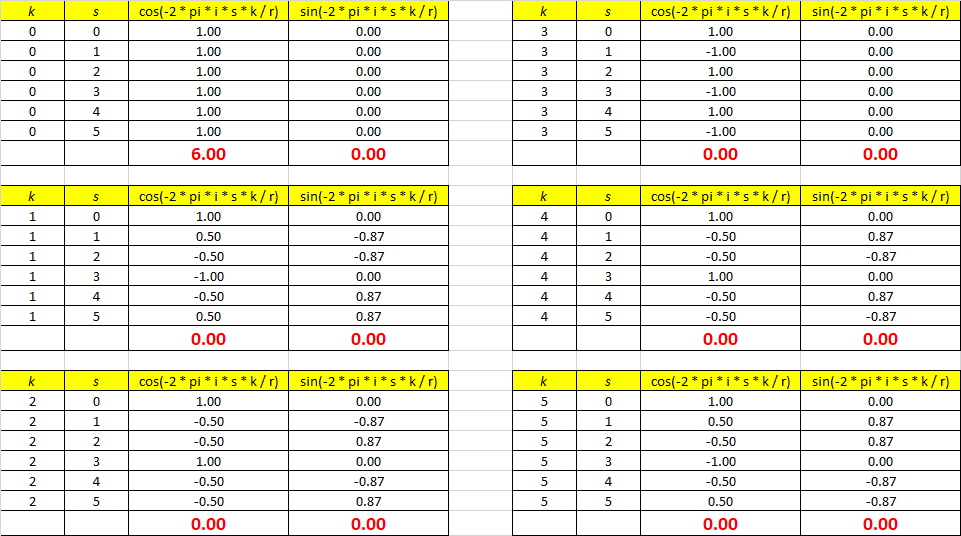 k s cos(-2 * pi * i * s * k / r) sin(-2 * pi * i * s * k / r)
0 0 1.00 0.00
0 1 1.00 0.00
0 2 1.00 0.00
0 3 1.00 0.00
0 4 1.00 0.00
0 5 1.00 0.00
6.00 0.00
k s cos(-2 * pi * i * s * k / r) sin(-2 * pi * i * s * k / r)
3 0 1.00 0.00
3 1 -1.00 0.00
3 2 1.00 0.00
3 3 -1.00 0.00
3 4 1.00 0.00
3 5 -1.00 0.00
0.00 0.00
k s cos(-2 * pi * i * s * k / r) sin(-2 * pi * i * s * k / r)
1 0 1.00 0.00
1 1 0.50 -0.87
1 2 -0.50 -0.87
1 3 -1.00 0.00
1 4 -0.50 0.87
1 5 0.50 0.87
0.00 0.00
k s cos(-2 * pi * i * s * k / r) sin(-2 * pi * i * s * k / r)
4 0 1.00 0.00
4 1 -0.50 0.87
4 2 -0.50 -0.87
4 3 1.00 0.00
4 4 -0.50 0.87
4 5 -0.50 -0.87
0.00 0.00
k s cos(-2 * pi * i * s * k / r) sin(-2 * pi * i * s * k / r)
2 0 1.00 0.00
2 1 -0.50 -0.87
2 2 -0.50 0.87
2 3 1.00 0.00
2 4 -0.50 -0.87
2 5 -0.50 0.87
0.00 0.00
k s cos(-2 * pi * i * s * k / r) sin(-2 * pi * i * s * k / r)
5 0 1.00 0.00
5 1 0.50 0.87
5 2 -0.50 0.87
5 3 -1.00 0.00
5 4 -0.50 -0.87
5 5 0.50 -0.87
0.00 0.00